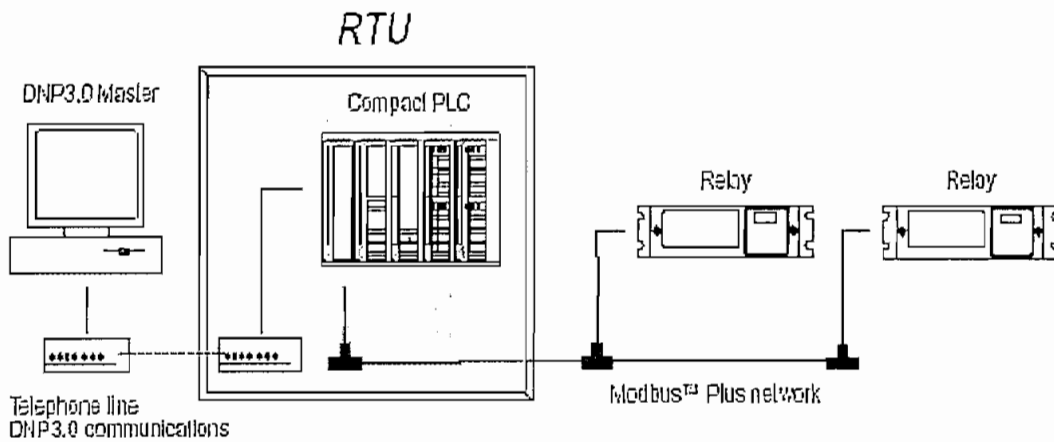 RTU
DNP3.0 Master
Compact PLC
Relay
Relay
Modbus™ Plus network
Telephone line
DNP3.0 communications